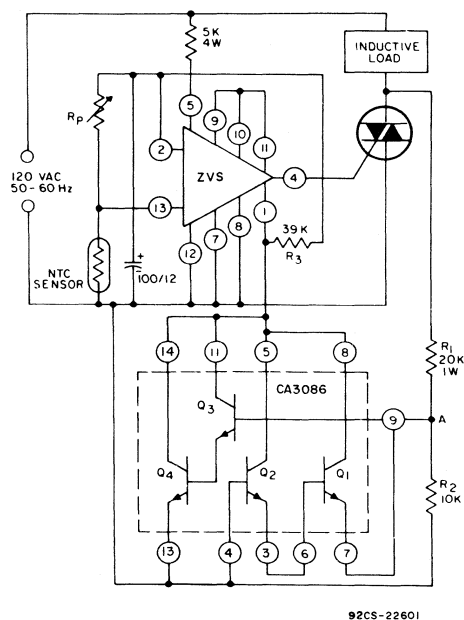 5K
4W
INDUCTIVE
LOAD
Rp
5
9
10
11
2
ZVS
4
120 VAC
50-60 Hz
13
1
12
7
8
39K
R3
NTC
SENSOR
+
100/12
14
11
5
8
R1
20K
1W
CA3086
Q3
9
A
Q4
Q2
Q1
R2
10K
13
4
3
6
7
92CS-22601